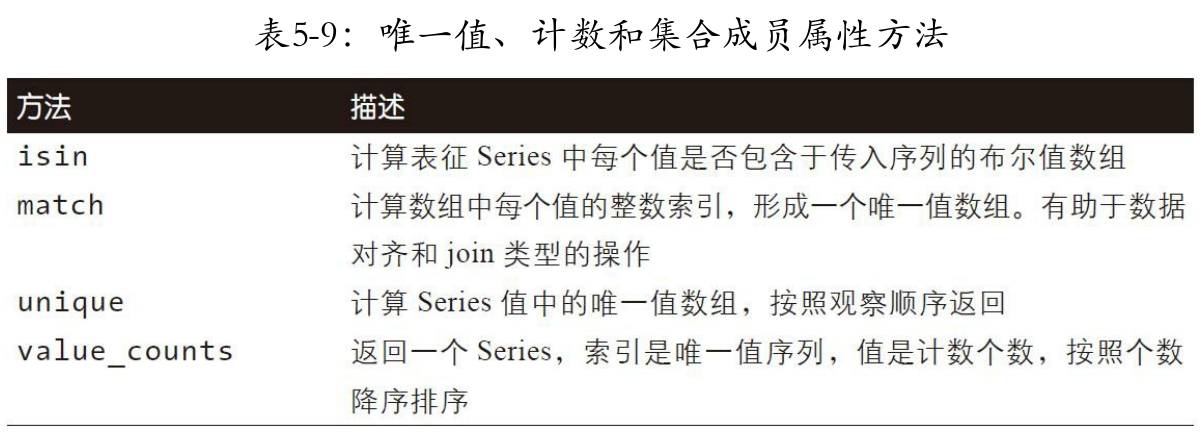 表5-9：唯一值、计数和集合成员属性方法
方法 描述
isin 计算表征 Series 中每个值是否包含于传入序列的布尔值数组
match 计算数组中每个值的整数索引，形成一个唯一值数组。有助于数据
对齐和 join 类型的操作
unique 计算 Series 值中的唯一值数组，按照观察顺序返回
value_counts 返回一个 Series，索引是唯一值序列，值是计数个数，按照个数
降序排序